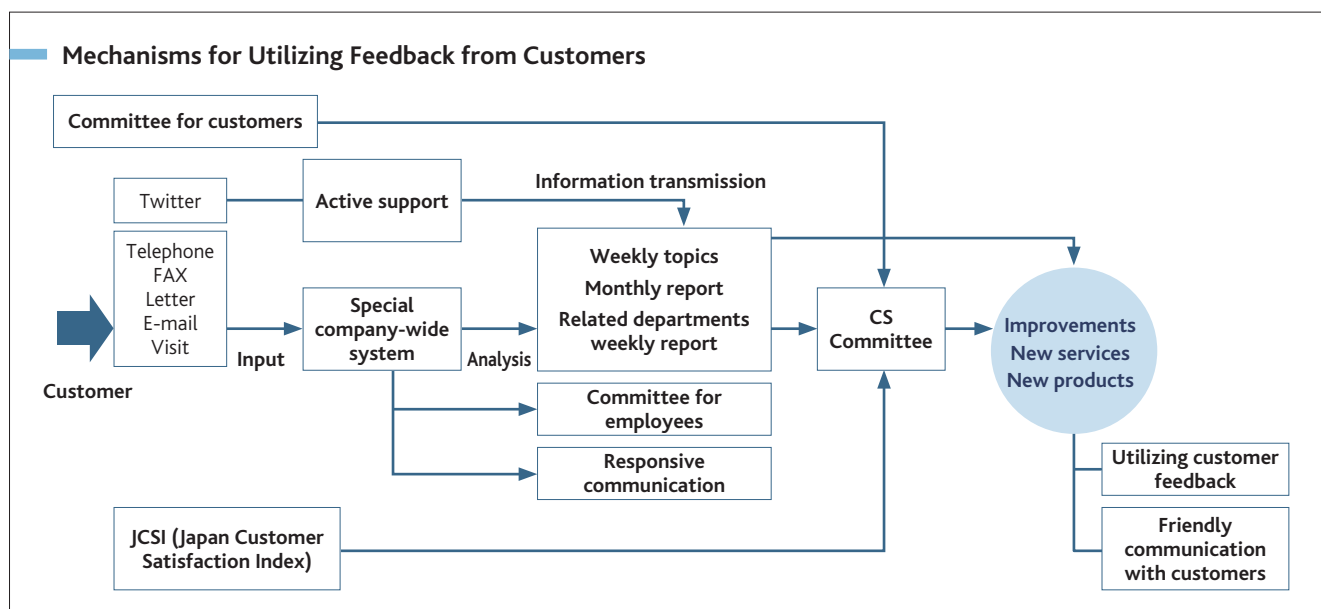 Mechanisms for Utilizing Feedback from Customers
Committee for customers
Twitter
Active support
Information transmission
Telephone
FAX
Letter
E-mail
Visit
Customer
Input
Special
company-wide
system
Analysis
Weekly topics
Monthly report
Related departments
weekly report
Committee for
employees
Responsive
communication
JCSI (Japan Customer
Satisfaction Index)
CS
Committee
Improvements
New services
New products
Utilizing customer
feedback
Friendly
communication
with customers